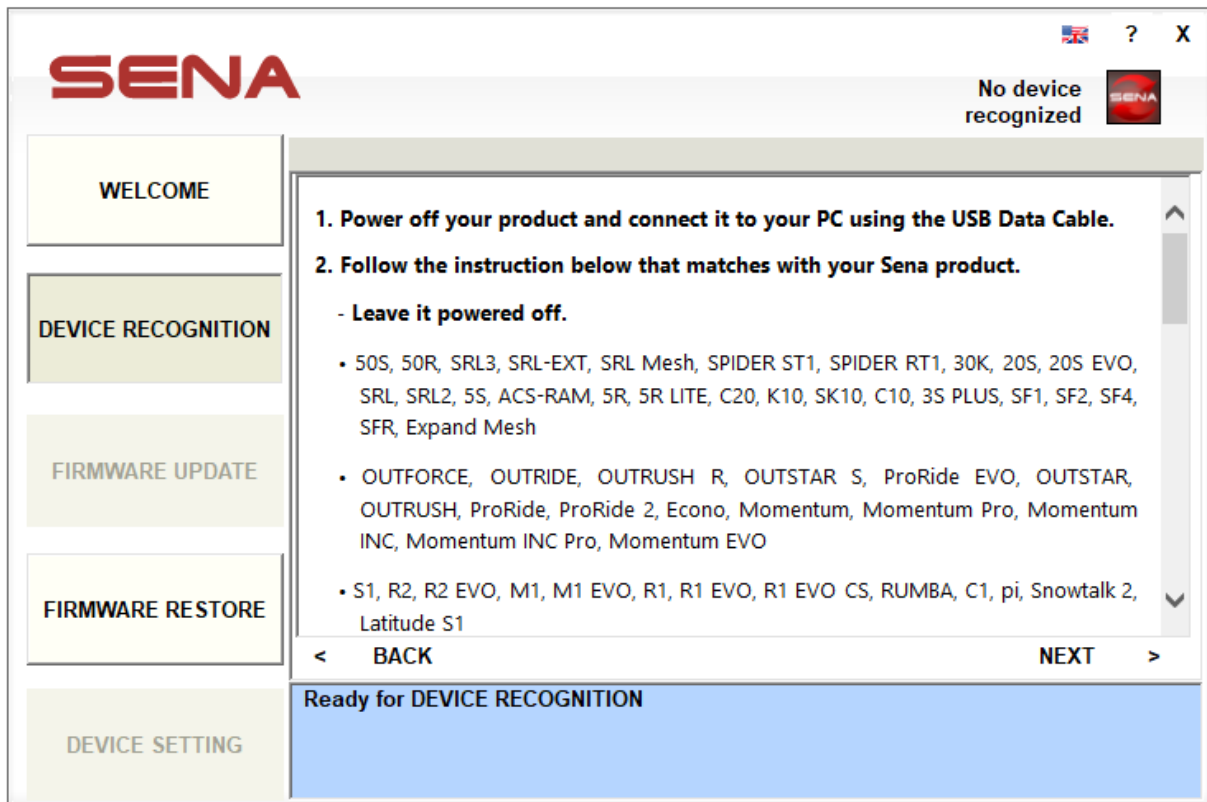 ? X
SENA
No device
recognized
SENA
WELCOME
DEVICE RECOGNITION
FIRMWARE UPDATE
FIRMWARE RESTORE
DEVICE SETTING
1. Power off your product and connect it to your PC using the USB Data Cable.
2. Follow the instruction below that matches with your Sena product.
- Leave it powered off.
• 50S, 50R, SRL3, SRL-EXT, SRL Mesh, SPIDER ST1, SPIDER RT1, 30K, 20S, 20S EVO,
SRL, SRL2, 5S, ACS-RAM, 5R, 5R LITE, C20, K10, SK10, C10, 3S PLUS, SF1, SF2, SF4,
SFR, Expand Mesh
• OUTFORCE, OUTRIDE, OUTRUSH R, OUTSTAR S, ProRide EVO, OUTSTAR,
OUTRUSH, ProRide, ProRide 2, Econo, Momentum, Momentum Pro, Momentum
INC, Momentum INC Pro, Momentum EVO
• S1, R2, R2 EVO, M1, M1 EVO, R1, R1 EVO, R1 EVO CS, RUMBA, C1, pi, Snowtalk 2,
Latitude S1
< BACK NEXT >
Ready for DEVICE RECOGNITION